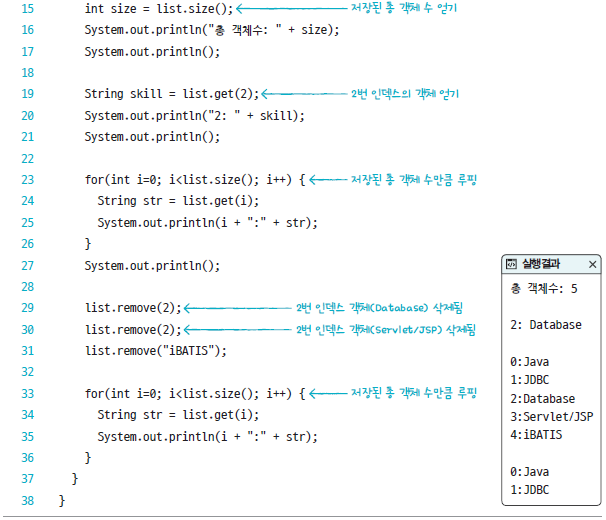 15 int size = list.size(); 저장된 총 객체 수 얻기
16 System.out.println("총 객체수: " + size);
17 System.out.println();
18
19 String skill = list.get(2); 2번 인덱스의 객체 얻기
20 System.out.println("2: " + skill);
21 System.out.println();
22
23 for(int i=0; i<list.size(); i++) { 저장된 총 객체 수만큼 루핑
24 String str = list.get(i);
25 System.out.println(i + ":" + str);
26 }
27 System.out.println();
28
29 list.remove(2); 2번 인덱스 객체(Database) 삭제됨
30 list.remove(2); 2번 인덱스 객체(Servlet/JSP) 삭제됨
31 list.remove("iBATIS");
32
33 for(int i=0; i<list.size(); i++) { 저장된 총 객체 수만큼 루핑
34 String str = list.get(i);
35 System.out.println(i + ":" + str);
36 }
37 }
38 }
실행결과
총 객체수: 5
2: Database
0:Java
1:JDBC
2:Database
3:Servlet/JSP
4:iBATIS
0:Java
1:JDBC